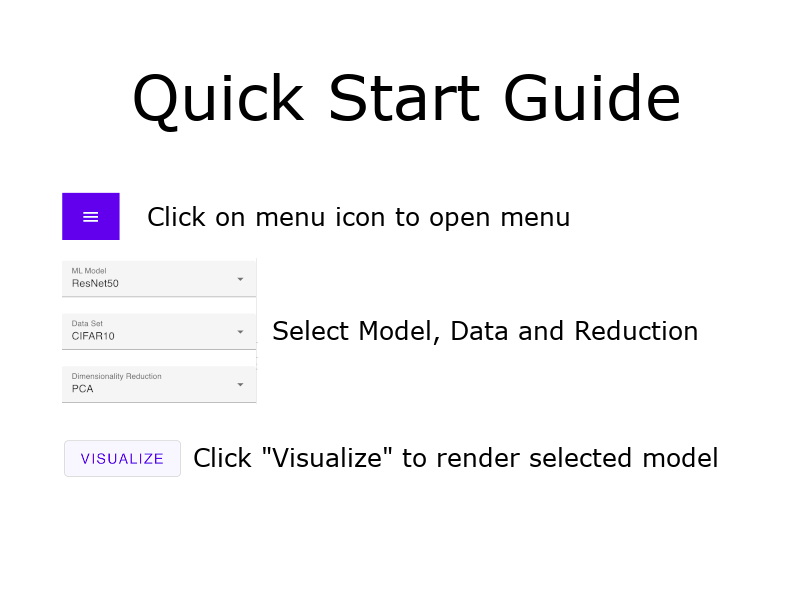 Quick Start Guide
Click on menu icon to open menu
ML Model
ResNet50
Data Set
CIFAR10
Select Model, Data and Reduction
Dimensionality Reduction
PCA
VISUALIZE
Click "Visualize" to render selected model